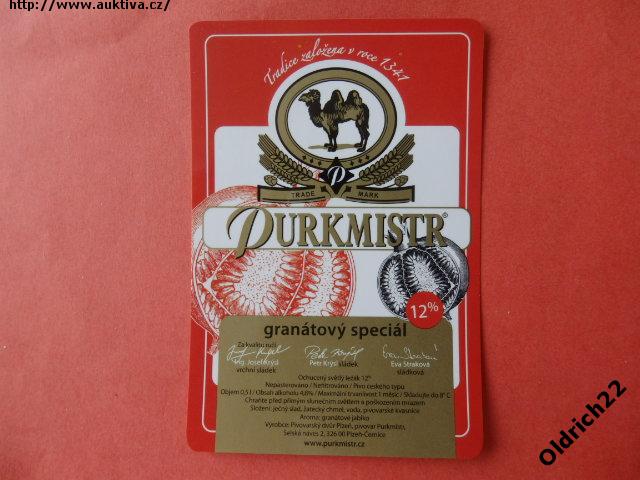 http://www.auktiva.cz/
Tradice založena v roce 1341
P
TRADE MARK
PURKMISTR®
12%
granátový speciál
Za kvalitu ručí
Ing. Josef Krýsl
vrchní sládek
Petr Krýsl sládek
Eva Straková
sládková
Ochucený světlý ležák 12%
Nepasterováno / Nefiltrováno / Pivo českého typu
Objem 0,5 l / Obsah alkoholu 4,8% / Maximální trvanlivost 1 měsíc / Skladujte do 8° C
Chraňte před přímým slunečním světlem a poškozením mrazem
Složení: ječný slad, žatecký chmel, voda, pivovarské kvasnice
Aroma: granátové jablko
Výrobce: Pivovarský dvůr Plzeň, pivovar Purkmistr,
Selská náves 2, 326 00 Plzeň-Černice
www.purkmistr.cz
Oldrich22